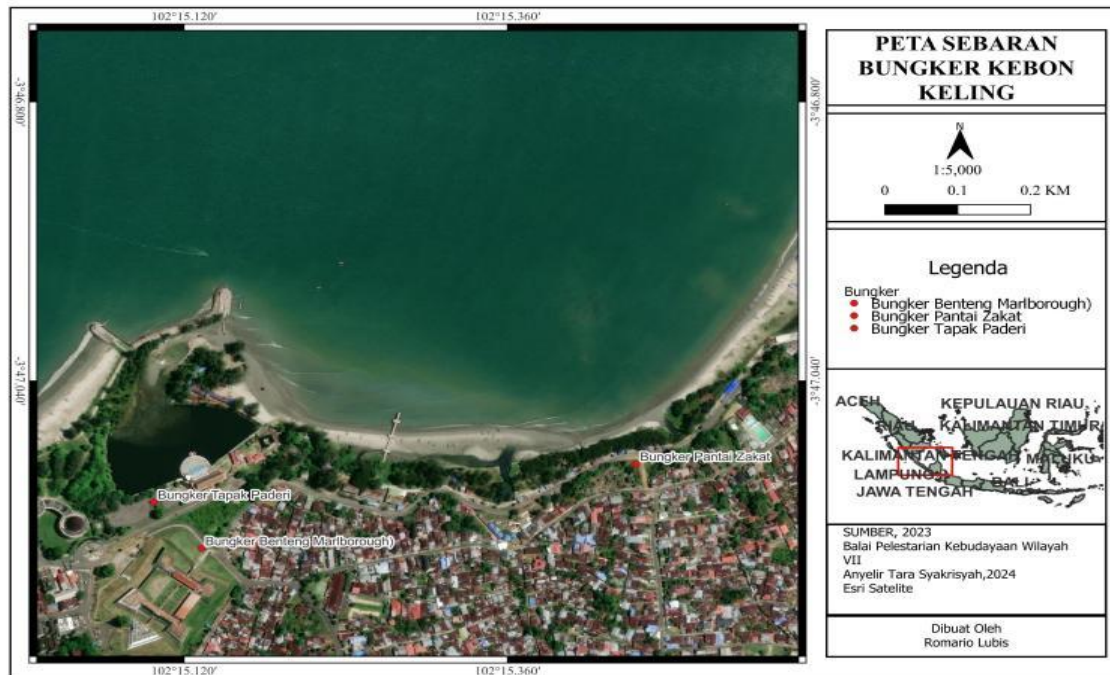 102°15.120'
102°15.360'
-3°46.800'
-3°46.800'
-3°47.040'
-3°47.040'
Bungker Pantai Zakat
Bungker Tapak Paderi
Bungker Benteng Marlborough)
102°15.120'
102°15.360'
PETA SEBARAN
BUNGKER KEBON
KELING
N
1:5,000
0 0.1 0.2 KM
Legenda
Bungker
Bungker Benteng Marlborough)
Bungker Pantai Zakat
Bungker Tapak Paderi
ACEH
KEPULAUAN RIAU
RIAU
KALIMANTAN TIMUR
KALIMANTAN TENGAH
MALUKU
LAMPUNG
BALI
JAWA TENGAH
SUMBER, 2023
Balai Pelestarian Kebudayaan Wilayah
VII
Anyelir Tara Syakrisyah,2024
Esri Satelite
Dibuat Oleh
Romario Lubis